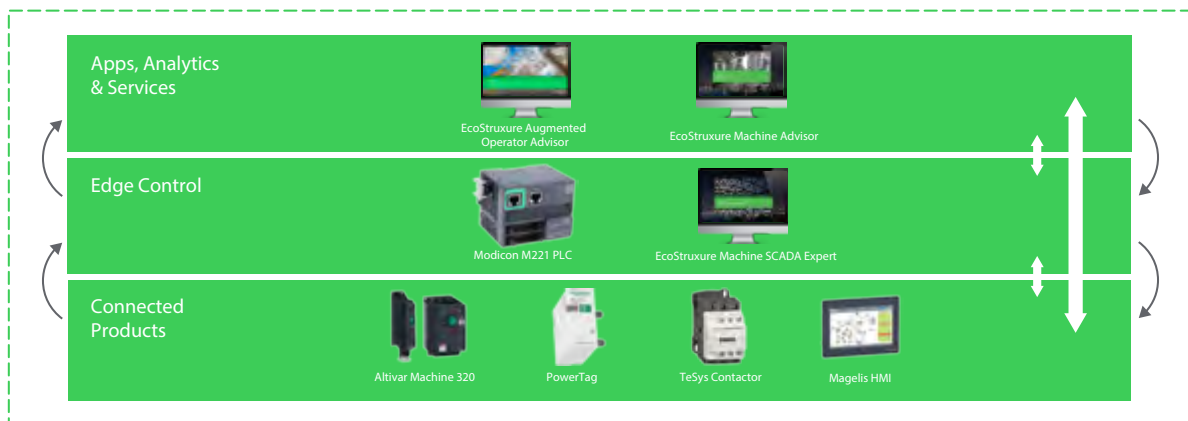 Apps, Analytics
& Services
EcoStruxure Augmented
Operator Advisor
EcoStruxure Machine Advisor
Edge Control
Modicon M221 PLC
EcoStruxure Machine SCADA Expert
Connected
Products
Altivar Machine 320
PowerTag
TeSys Contactor
Magelis HMI